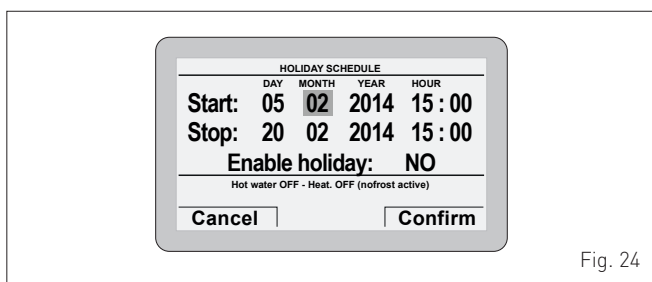 HOLIDAY SCHEDULE
DAY MONTH YEAR HOUR
Start: 05 02 2014 15 : 00
Stop: 20 02 2014 15 : 00
Enable holiday: NO
Hot water OFF - Heat. OFF (nofrost active)
Cancel Confirm
Fig. 24